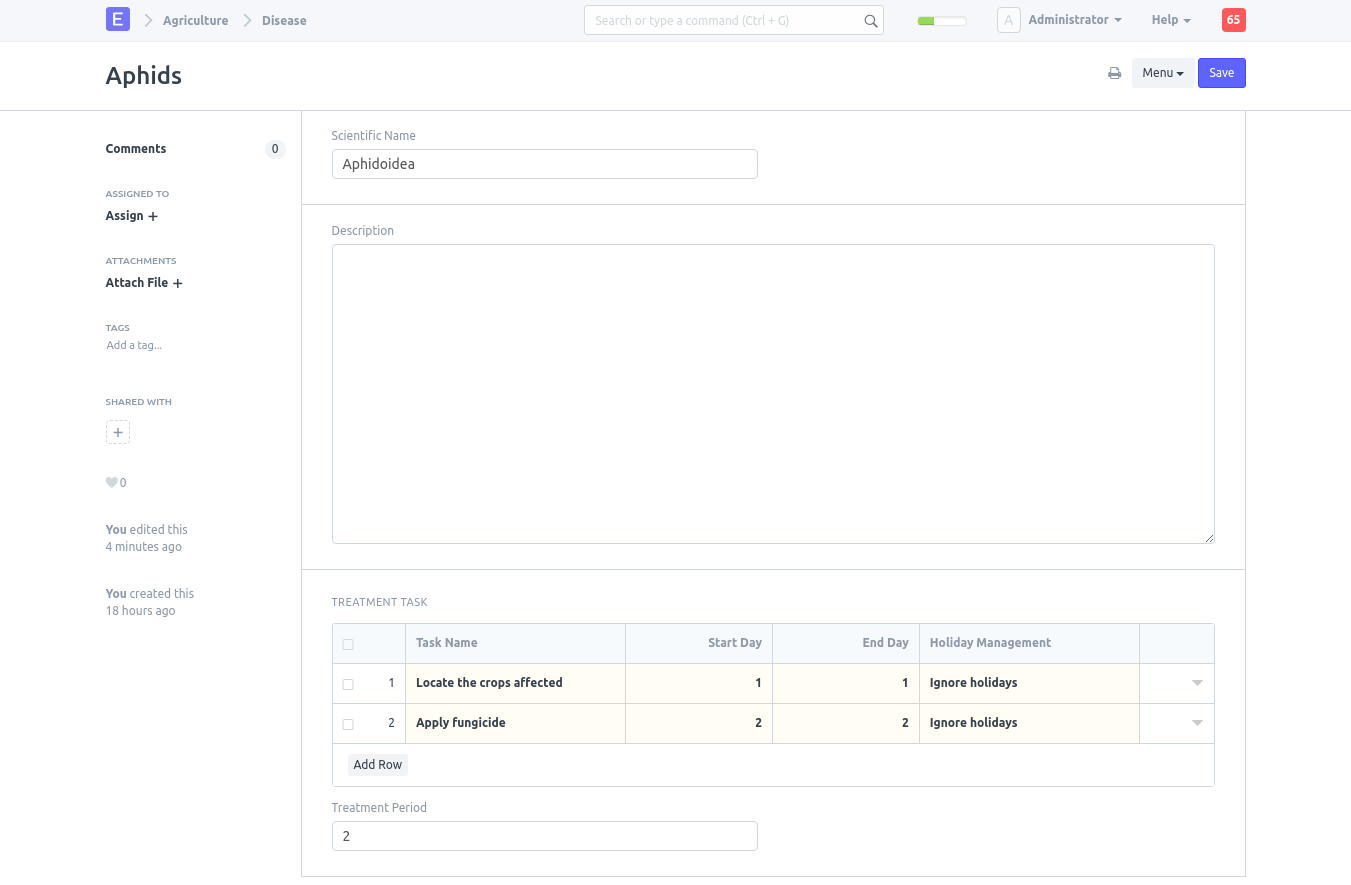 E Agriculture Disease Search or type a command (Ctrl + G) A Administrator Help 65
Aphids Menu Save
Comments 0
ASSIGNED TO
Assign +
ATTACHMENTS
Attach File +
TAGS
Add a tag...
SHARED WITH
+
0
You edited this
4 minutes ago
You created this
18 hours ago
Scientific Name
Aphidoidea
Description
TREATMENT TASK
Task Name Start Day End Day Holiday Management
1 Locate the crops affected 1 1 Ignore holidays
2 Apply fungicide 2 2 Ignore holidays
Add Row
Treatment Period
2